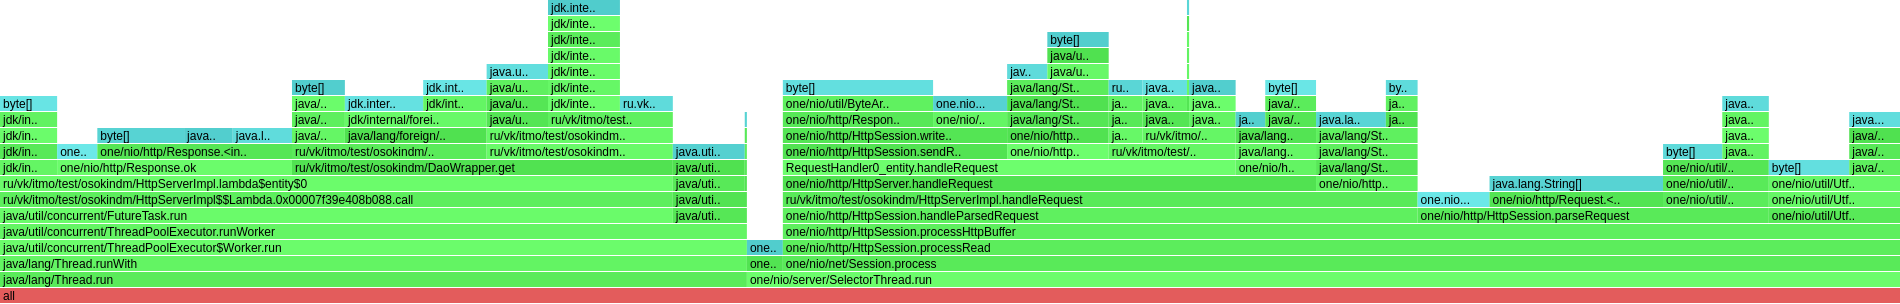 jdk.inte..
jdk/inte..
jdk/inte.. byte[]
jdk/inte.. java/u..
java.u.. jdk/inte.. jav.. java/u..
byte[] jdk.int.. java/u.. jdk/inte.. byte[] java/lang/St.. ru.. java.. java.. byte[] by..
byte[] java/.. jdk.inter.. jdk/int.. java/u.. jdk/inte.. ru.vk.. one/nio/util/ByteAr.. one.nio... java/lang/St.. ja.. java.. java.. java/.. ja.. java..
jdk/in.. java/.. jdk/internal/forei.. java/u.. ru/vk/itmo/test.. one/nio/http/Respon.. one/nio/.. java/lang/St.. ja.. java.. java.. ja.. java/.. java.la.. ja.. java.. java...
jdk/in.. byte[] java.. java.l.. java/.. java/lang/foreign/.. ru/vk/itmo/test/osokindm.. one/nio/http/HttpSession.write.. one/nio/http.. ja.. ru/vk/itmo/.. java/lang.. java/lang/St.. java.. java/..
jdk/in.. one.. one/nio/http/Response.<in.. ru/vk/itmo/test/osokindm/.. ru/vk/itmo/test/osokindm.. java.uti.. one/nio/http/HttpSession.sendR.. one/nio/http.. ru/vk/itmo/test/.. java/lang.. java/lang/St.. byte[] java.. java/..
jdk/in.. one/nio/http/Response.ok ru/vk/itmo/test/osokindm/DaoWrapper.get java/uti.. RequestHandler0_entity.handleRequest one/nio/h.. java/lang/St.. one/nio/util/.. byte[] java/..
ru/vk/itmo/test/osokindm/HttpServerImpl.lambda$entity$0 java/uti.. one/nio/http/HttpServer.handleRequest one/nio/http.. java.lang.String[] one/nio/util/.. one/nio/util/Utf..
ru/vk/itmo/test/osokindm/HttpServerImpl$$Lambda.0x00007f39e408b088.call java/uti.. ru/vk/itmo/test/osokindm/HttpServerImpl.handleRequest one.nio... one/nio/http/Request.<.. one/nio/util/.. one/nio/util/Utf..
java/util/concurrent/FutureTask.run java/uti.. one/nio/http/HttpSession.handleParsedRequest one/nio/http/HttpSession.parseRequest one/nio/util/Utf..
java/util/concurrent/ThreadPoolExecutor.runWorker one/nio/http/HttpSession.processHttpBuffer
java/util/concurrent/ThreadPoolExecutor$Worker.run one.. one/nio/http/HttpSession.processRead
java/lang/Thread.runWith one.. one/nio/net/Session.process
java/lang/Thread.run one/nio/server/SelectorThread.run
all